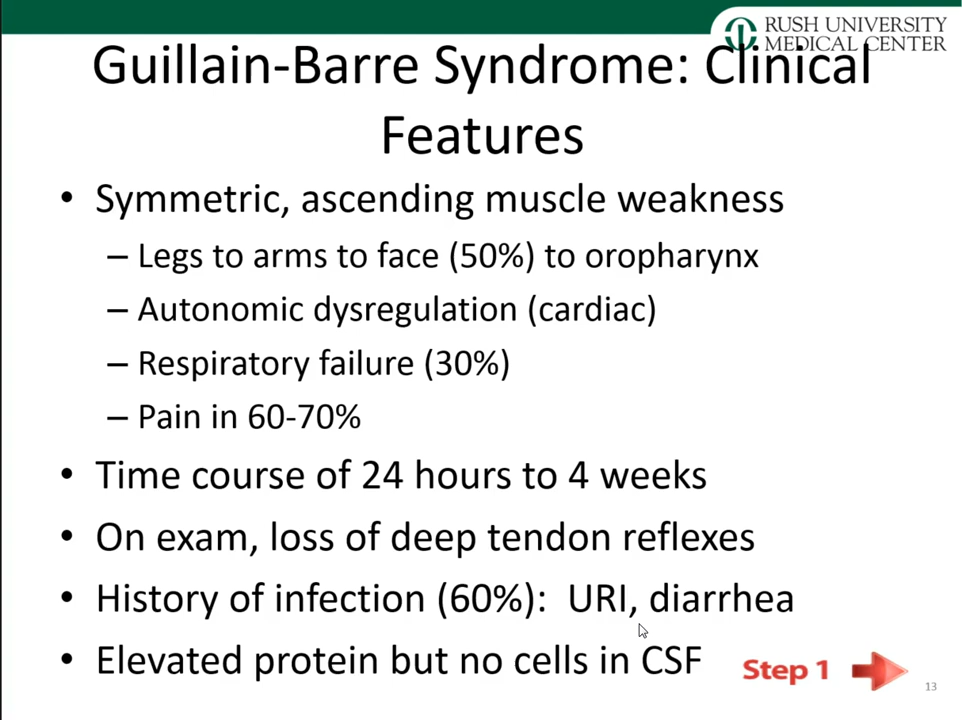 RUSH UNIVERSITY
MEDICAL CENTER
Guillain-Barre Syndrome: Clinical
Features
• Symmetric, ascending muscle weakness
– Legs to arms to face (50%) to oropharynx
– Autonomic dysregulation (cardiac)
– Respiratory failure (30%)
– Pain in 60-70%
• Time course of 24 hours to 4 weeks
• On exam, loss of deep tendon reflexes
• History of infection (60%):  URI, diarrhea
• Elevated protein but no cells in CSF
Step 1
13